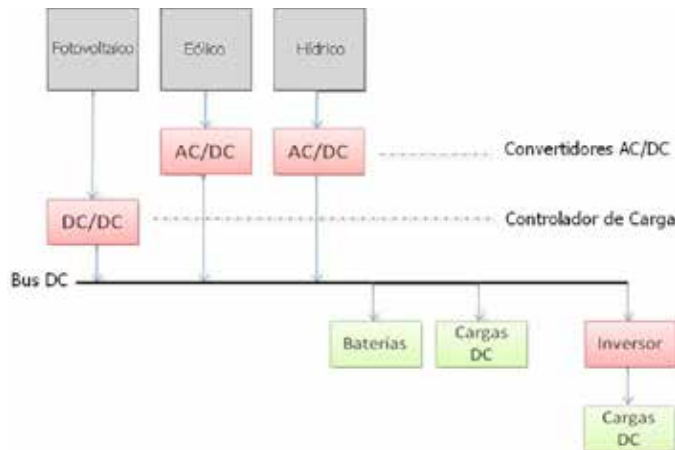 Fotovoltaico
Eólico
Hídrico
AC/DC
AC/DC
Convertidores AC/DC
DC/DC
Controlador de Carga
Bus DC
Baterias
Cargas
DC
Inversor
Cargas
DC